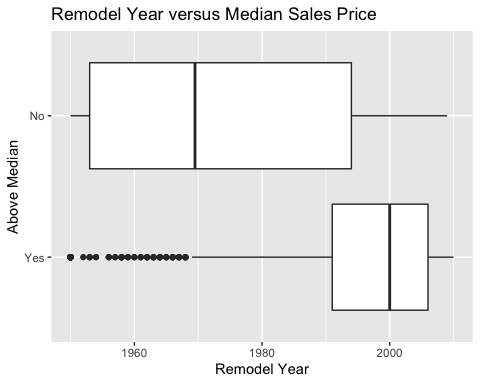 Remodel Year versus Median Sales Price
Above Median
No
Yes
1960 1980 2000
Remodel Year